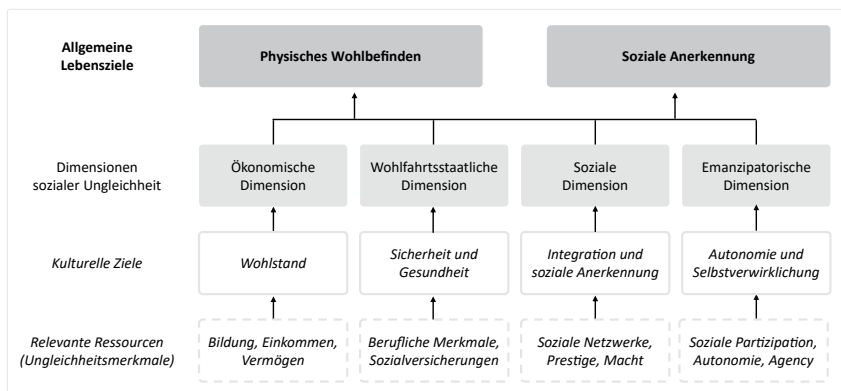 Allgemeine
Lebensziele
Physisches Wohlbefinden
Soziale Anerkennung
Dimensionen
sozialer Ungleichheit
Ökonomische
Dimension
Wohlfahrtsstaatliche
Dimension
Soziale
Dimension
Emanzipatorische
Dimension
Kulturelle Ziele
Wohlstand
Sicherheit und
Gesundheit
Integration und
soziale Anerkennung
Autonomie und
Selbstverwirklichung
Relevante Ressourcen
(Ungleichheitsmerkmale)
Bildung, Einkommen,
Vermögen
Berufliche Merkmale,
Sozialversicherungen
Soziale Netzwerke,
Prestige, Macht
Soziale Partizipation,
Autonomie, Agency